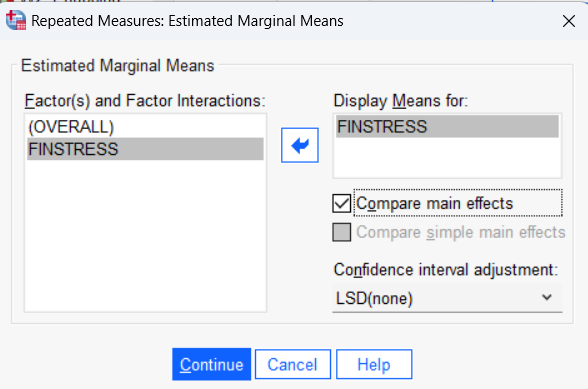 Repeated Measures: Estimated Marginal Means
Estimated Marginal Means
Factor(s) and Factor Interactions:
(OVERALL)
FINSTRESS
Display Means for:
FINSTRESS
Compare main effects
Compare simple main effects
Confidence interval adjustment:
LSD(none)
Continue
Cancel
Help